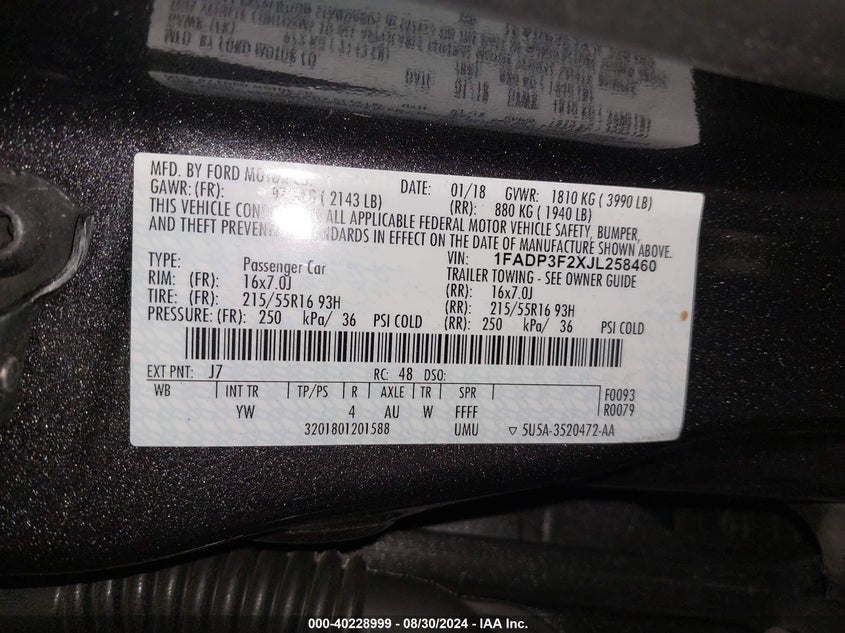 MFD. BY FORD MOTOR DATE: 01/18 GVWR: 1810 KG ( 3990 LB)
GAWR: (FR): KG ( 2143 LB) (RR): 880 KG ( 1940 LB)
THIS VEHICLE ALL APPLICABLE FEDERAL MOTOR VEHICLE SAFETY, BUMPER,
AND THEFT STANDARDS IN EFFECT ON THE DATE OF MANUFACTURE SHOWN ABOVE.
VIN: 1FADP3F2XJL258460
TYPE: Passenger Car TRAILER TOWING - SEE OWNER GUIDE
RIM: (FR): 16x7.0J (RR): 16x7.0J
TIRE: (FR): 215/55R16 93H (RR): 215/55R16 93H
PRESSURE: (FR): 250 kPa/ 36 PSI COLD (RR): 250 kPa/ 36 PSI COLD
EXT PNT: J7 RC: 48 DSO:
WB INT TR TP/PS R AXLE TR SPR F0093
YW 4 AU W FFFF R0079
3201801201588 UMU ▽ 5U5A-3520472-AA
000-40228999 — 08/30/2024 — IAA Inc.